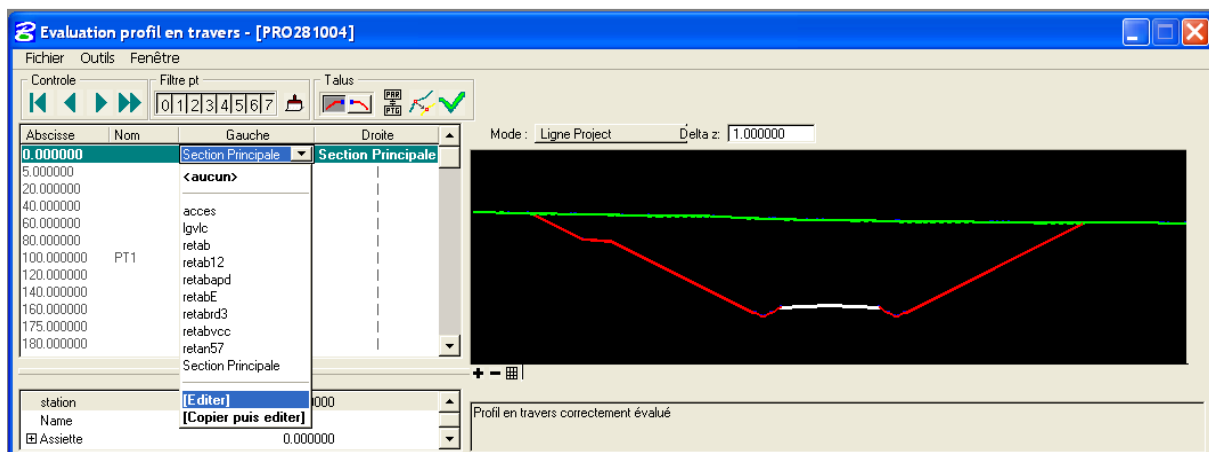 Evaluation profil en travers - [PRO281004]
Fichier Outils Fenêtre
Controle Filtre pt Talus
0 1 2 3 4 5 6 7 PRP PTG
Abscisse Nom Gauche Droite
Mode : Ligne Project Delta z: 1.000000
0.000000 Section Principale Section Principale
5.000000
<aucun>
20.000000
40.000000
acces
60.000000
lgvlc
80.000000
retab
100.000000 PT1
retab12
120.000000
retabapd
140.000000
retabE
160.000000
retabrd3
175.000000
retabvcc
180.000000
retan57
Section Principale
station [Editer] 000
Name [Copier puis editer]
Profil en travers correctement évalué
Assiette 0.000000